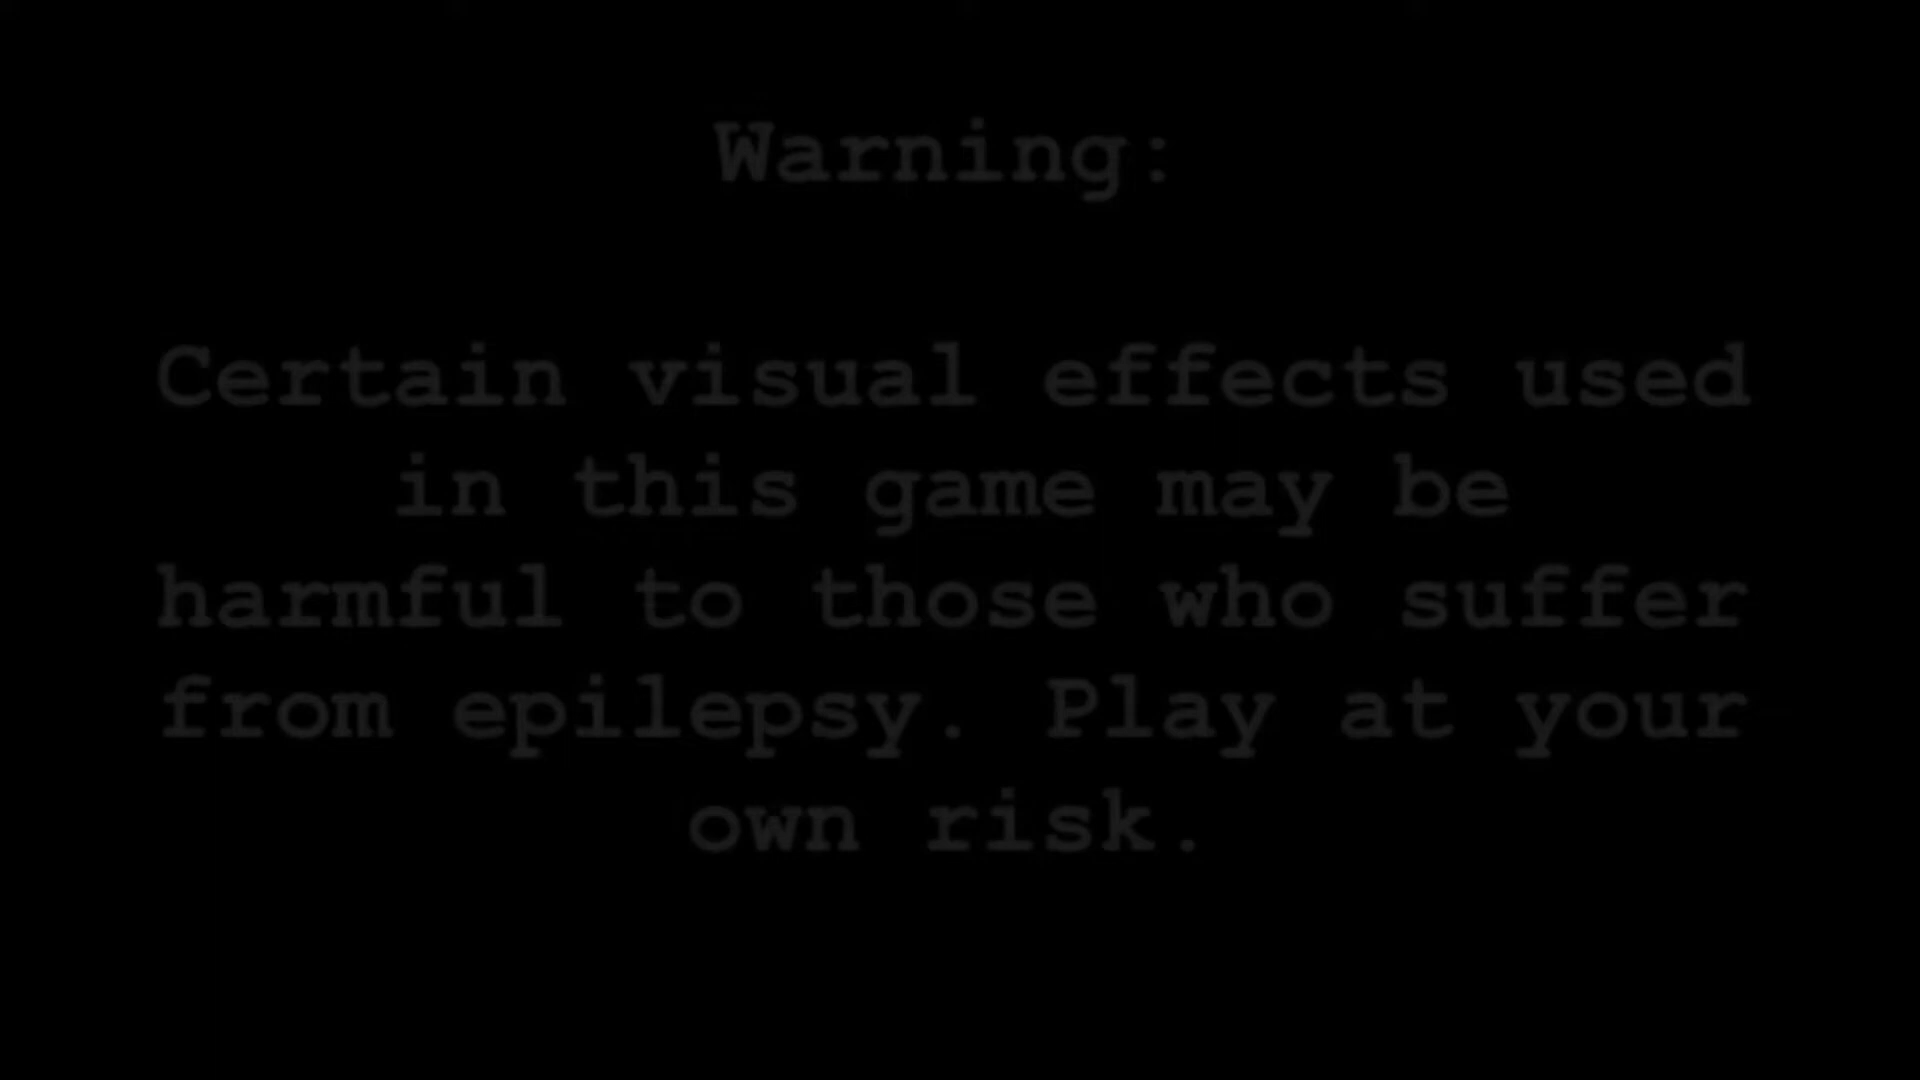 Warning:
Certain visual effects used
in this game may be
harmful to those who suffer
from epilepsy. Play at your
own risk.